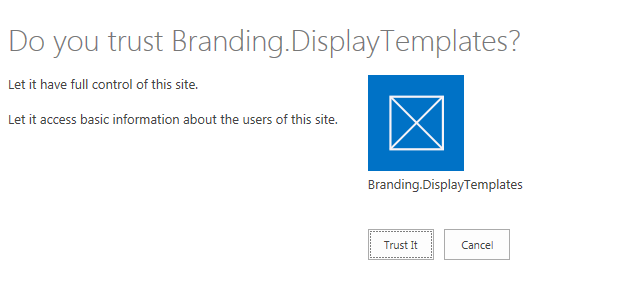 Do you trust Branding.DisplayTemplates?
Let it have full control of this site.
Let it access basic information about the users of this site.
Branding.DisplayTemplates
Trust It
Cancel